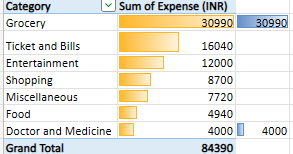 Category Sum of Expense (INR)
Grocery 30990 30990
Ticket and Bills 16040
Entertainment 12000
Shopping 8700
Miscellaneous 7720
Food 4940
Doctor and Medicine 4000 4000
Grand Total 84390